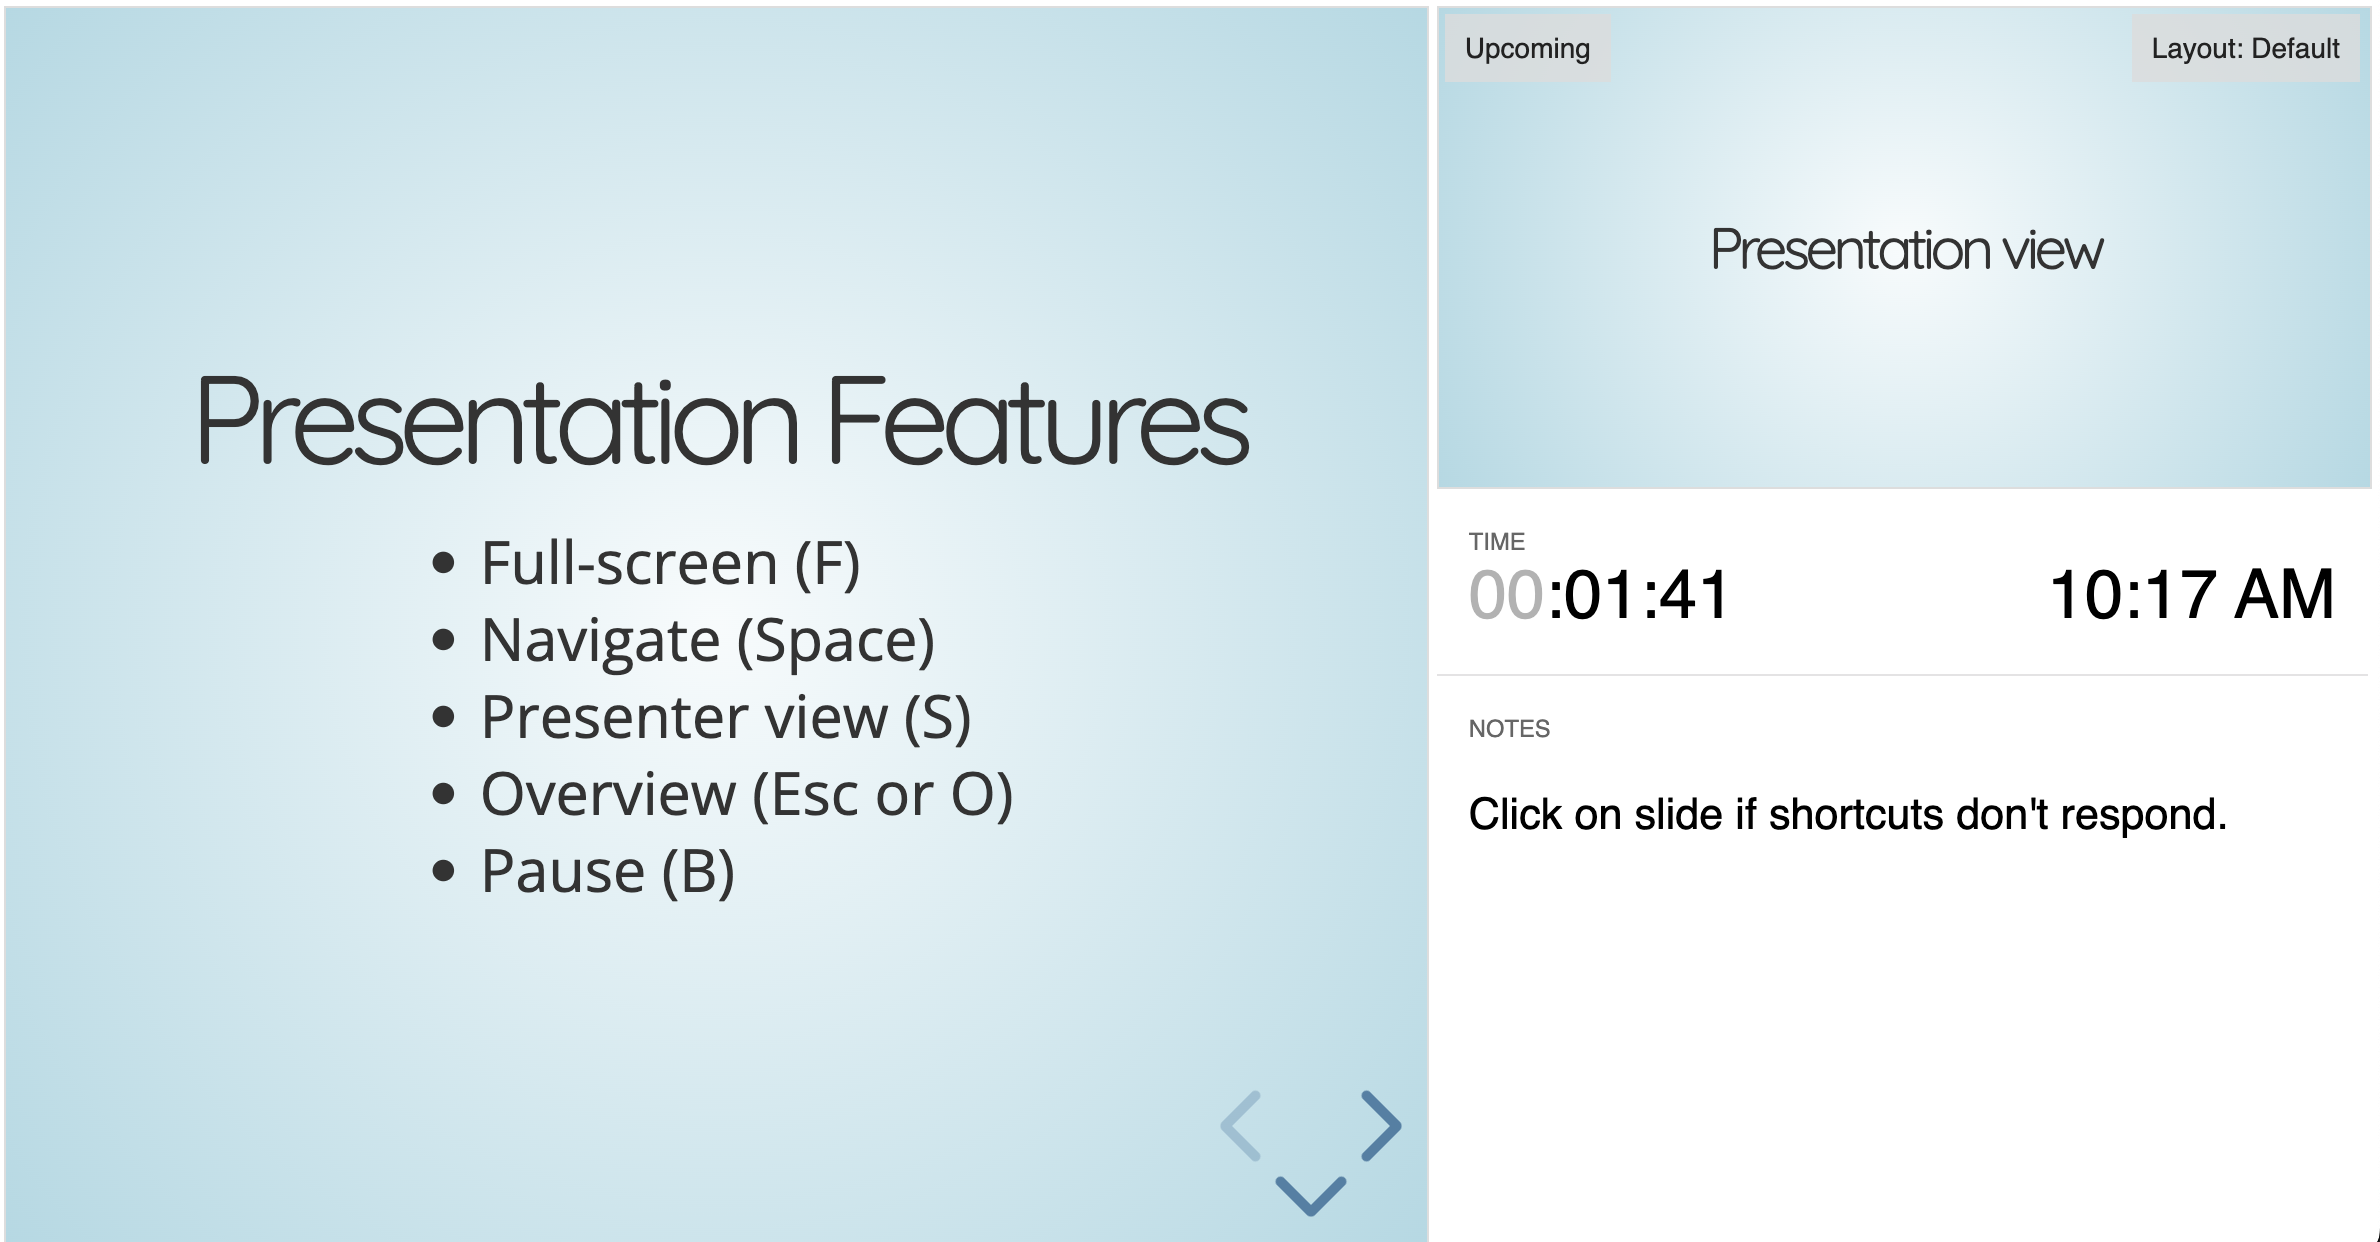 Presentation Features
• Full-screen (F)
• Navigate (Space)
• Presenter view (S)
• Overview (Esc or O)
• Pause (B)
Upcoming
Layout: Default
Presentation view
TIME
00:01:41
10:17 AM
NOTES
Click on slide if shortcuts don't respond.